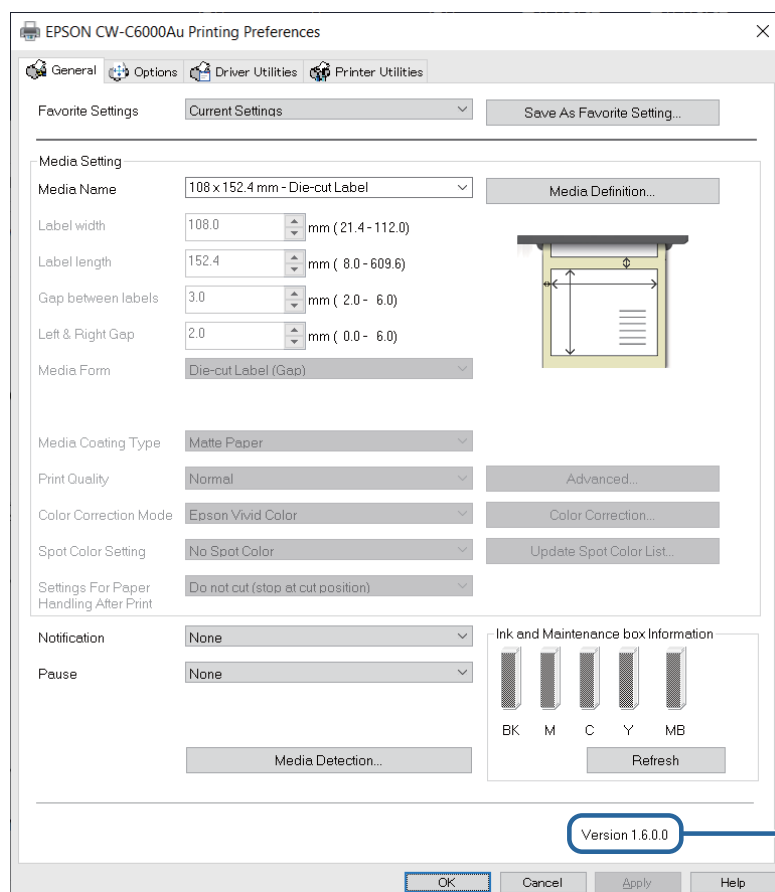 EPSON CW-C6000Au Printing Preferences
General Options Driver Utilities Printer Utilities
Favorite Settings Current Settings Save As Favorite Setting...
Media Setting
Media Name 108 x 152.4 mm - Die-cut Label Media Definition...
Label width 108.0 mm ( 21.4 - 112.0)
Label length 152.4 mm ( 8.0 - 609.6)
Gap between labels 3.0 mm ( 2.0 - 6.0)
Left & Right Gap 2.0 mm ( 0.0 - 6.0)
Media Form Die-cut Label (Gap)
Media Coating Type Matte Paper
Print Quality Normal Advanced...
Color Correction Mode Epson Vivid Color Color Correction...
Spot Color Setting No Spot Color Update Spot Color List...
Settings For Paper Handling After Print Do not cut (stop at cut position)
Notification None
Ink and Maintenance box Information
Pause None
BK M C Y MB
Media Detection... Refresh
Version 1.6.0.0
OK Cancel Apply Help